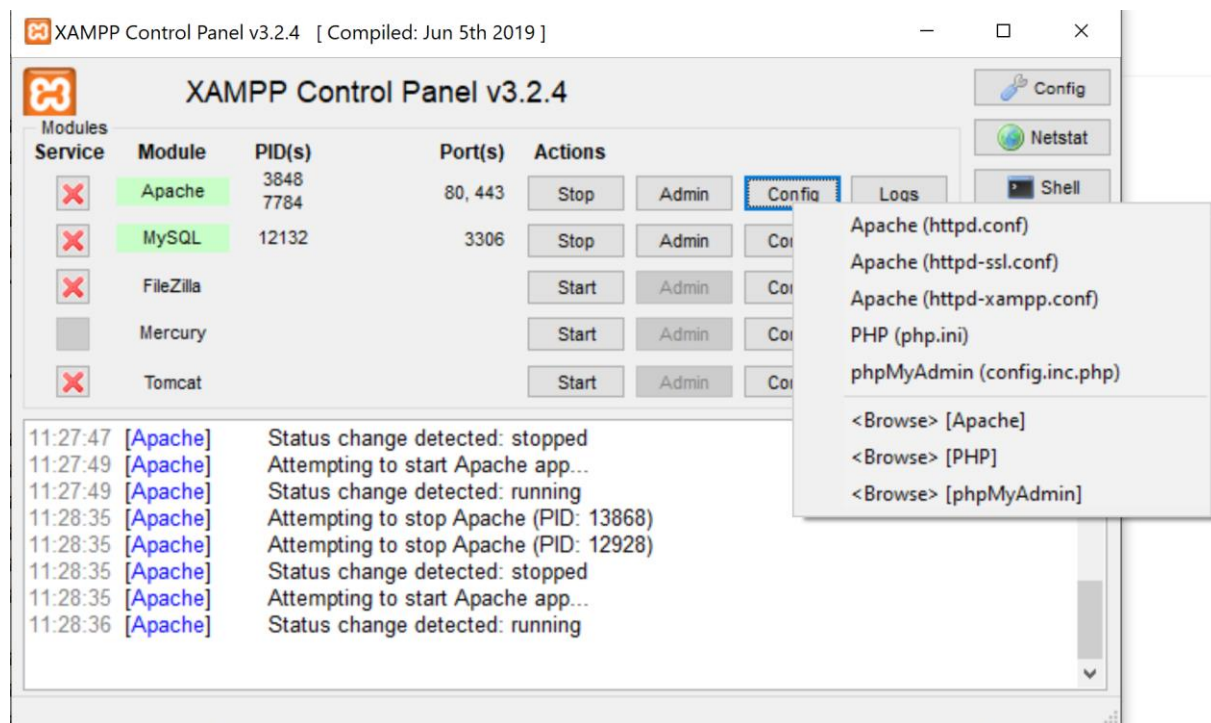 XAMPP Control Panel v3.2.4 [ Compiled: Jun 5th 2019 ]
XAMPP Control Panel v3.2.4
Config
Modules
Service Module PID(s) Port(s) Actions
Netstat
Apache 3848 7784 80, 443 Stop Admin Config Logs
Shell
MySQL 12132 3306 Stop Admin
FileZilla Start Admin
Mercury Start Admin
Tomcat Start Admin
Apache (httpd.conf)
Apache (httpd-ssl.conf)
Apache (httpd-xampp.conf)
PHP (php.ini)
phpMyAdmin (config.inc.php)
<Browse> [Apache]
<Browse> [PHP]
<Browse> [phpMyAdmin]
11:27:47 [Apache] Status change detected: stopped
11:27:49 [Apache] Attempting to start Apache app...
11:27:49 [Apache] Status change detected: running
11:28:35 [Apache] Attempting to stop Apache (PID: 13868)
11:28:35 [Apache] Attempting to stop Apache (PID: 12928)
11:28:35 [Apache] Status change detected: stopped
11:28:35 [Apache] Attempting to start Apache app...
11:28:36 [Apache] Status change detected: running